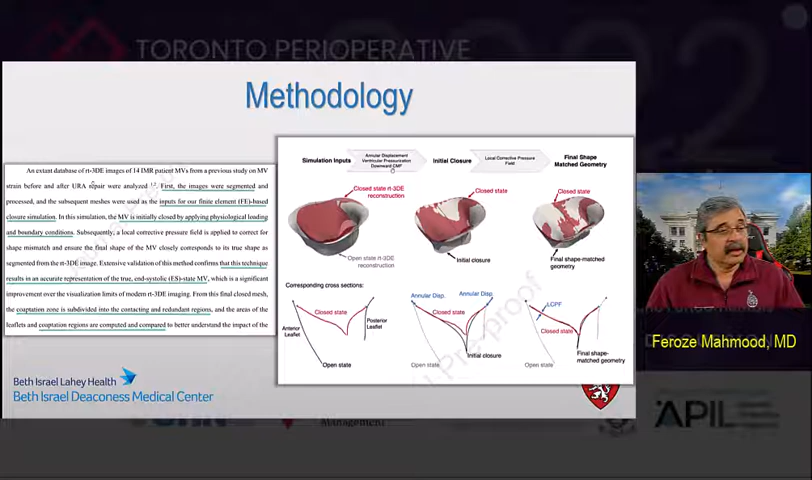 TORONTO PERIOPERATIVE
Methodology
An extant database of rt-3DE images of 14 IMR patient MVs from a previous study on MV
strain before and after URA repair were analyzed 1,2. First, the images were segmented and
processed, and the subsequent meshes were used as the inputs for our finite element (FE)-based
closure simulation. In this simulation, the MV is initially closed by applying physiological loading
and boundary conditions. Subsequently, a local corrective pressure field is applied to correct for
shape mismatch and ensure the final shape of the MV closely corresponds to its true shape as
segmented from the rt-3DE image. Extensive validation of this method confirms that this technique
results in an accurate representation of the true, end-systolic (ES)-state MV, which is a significant
improvement over the visualization limits of modern rt-3DE imaging. From this final closed mesh,
the coaptation zone is subdivided into the contacting and redundant regions, and the areas of the
leaflets and coaptation regions are computed and compared to better understand the impact of the
Simulation Inputs
Annular Displacement
Ventricular Pressurization
Downward CMF
Initial Closure
Local Corrective Pressure
Field
Final Shape
Matched Geometry
Closed state rt-3DE
reconstruction
Open state rt-3DE
reconstruction
Closed state
Initial closure
Closed state
Final shape-matched
geometry
Corresponding cross sections:
Closed state
Anterior
Leaflet
Posterior
Leaflet
Open state
Annular Disp.
Annular Disp.
Closed state
Open state
Initial closure
LCPF
Closed state
Open state
Final shape-
matched geometry
Pre-proof
Beth Israel Lahey Health
Beth Israel Deaconess Medical Center
Feroze Mahmood, MD
Management
APIL